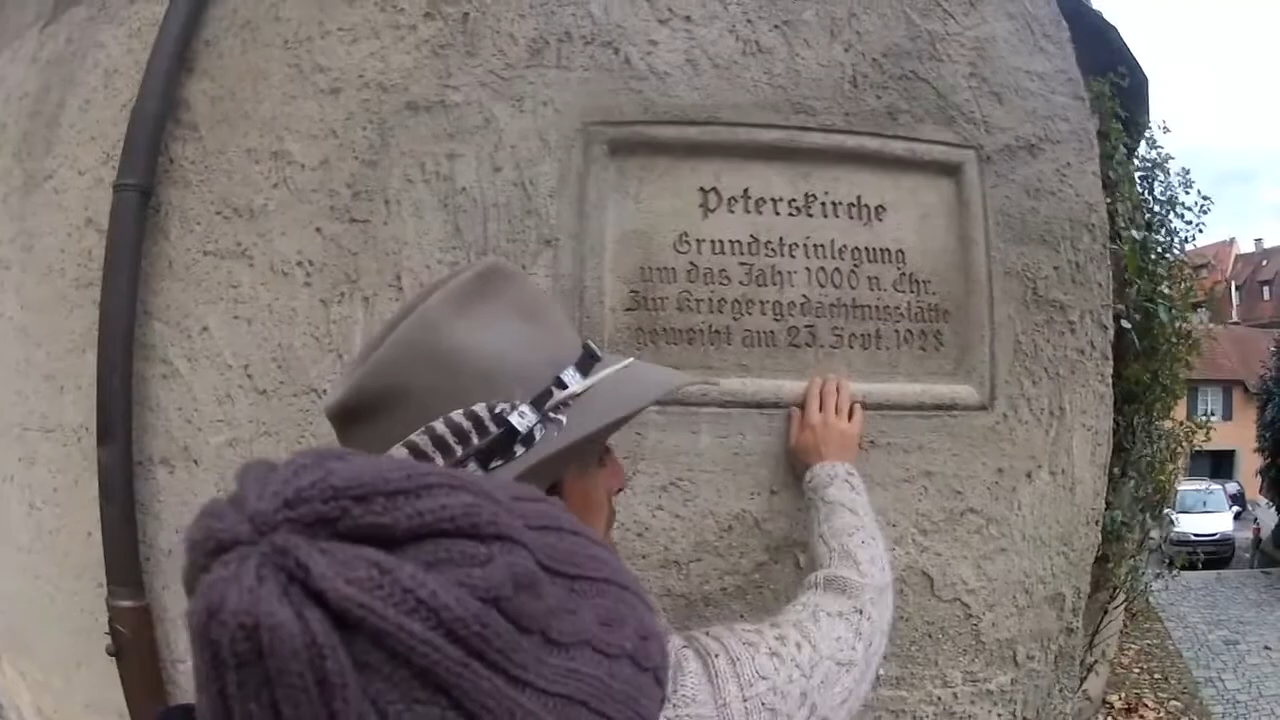 Peterskirche
Grundsteinlegung
um das Jahr 1000 n. Chr.
Zur Kriegergedächtnisstätte
geweiht am 23. Sept. 1928